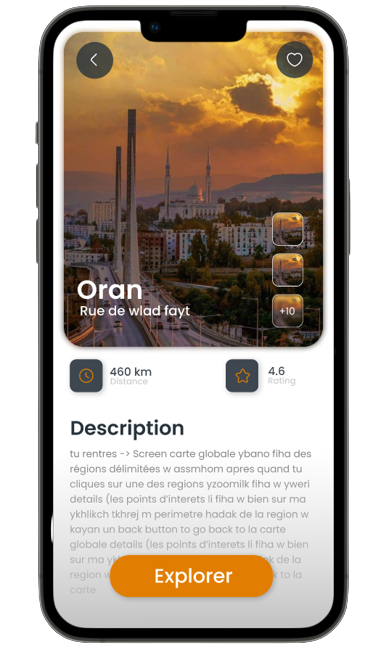 Oran
Rue de wlad fayt
+10
460 km
Distance
4.6
Rating
Description
tu rentres -> Screen carte globale ybano fiha des
régions délimitées w assmhom apres quand tu
cliques sur une des regions yzoomilk fiha w yweri
details (les points d'interets li fiha w bien sur ma
ykhlikch tkhrej m perimetre hadak de la region w
kayan un back button to go back to la carte
globale details (les points d'interets li fiha w bien
sur ma de la
region w k to la
carte
Explorer